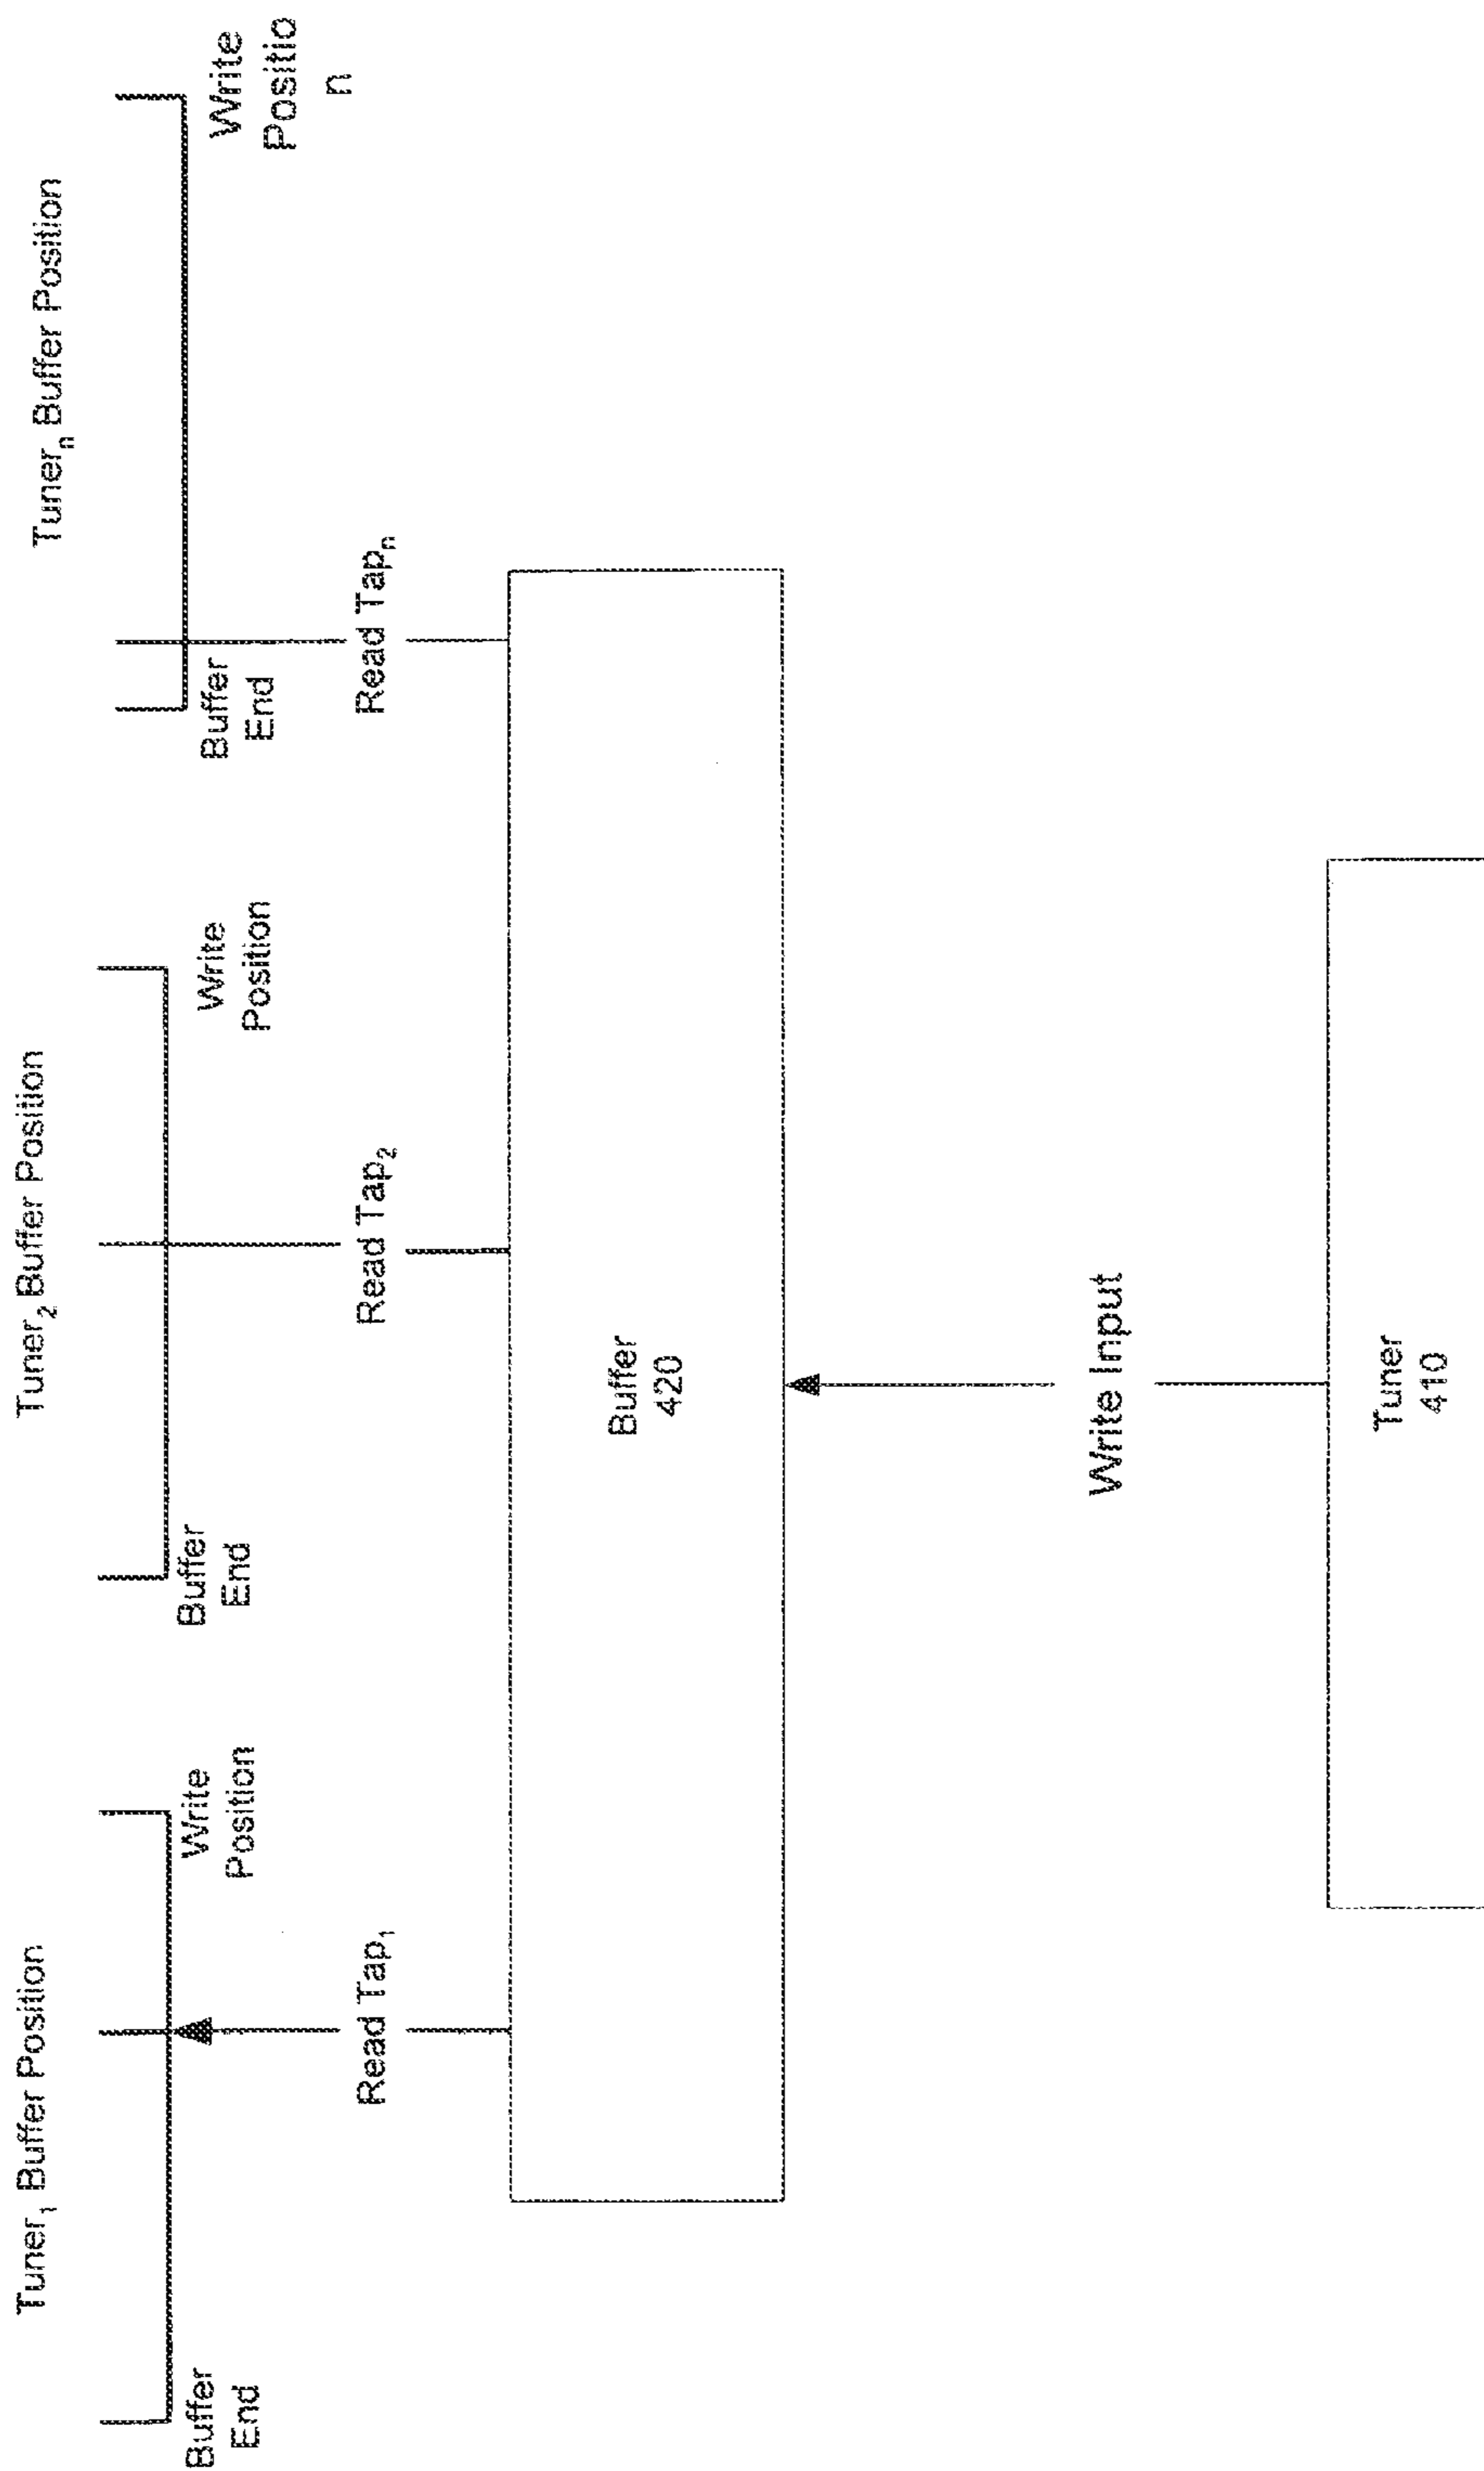 Tuner₁ Buffer Position
Tuner₂ Buffer Position
Tunerₙ Buffer Position
Buffer
End
Write
Position
Buffer
End
Write
Position
Buffer
End
Write
Positio
n
Read Tap₁
Read Tap₂
Read Tapₙ
Buffer
420
Write Input
Tuner
410